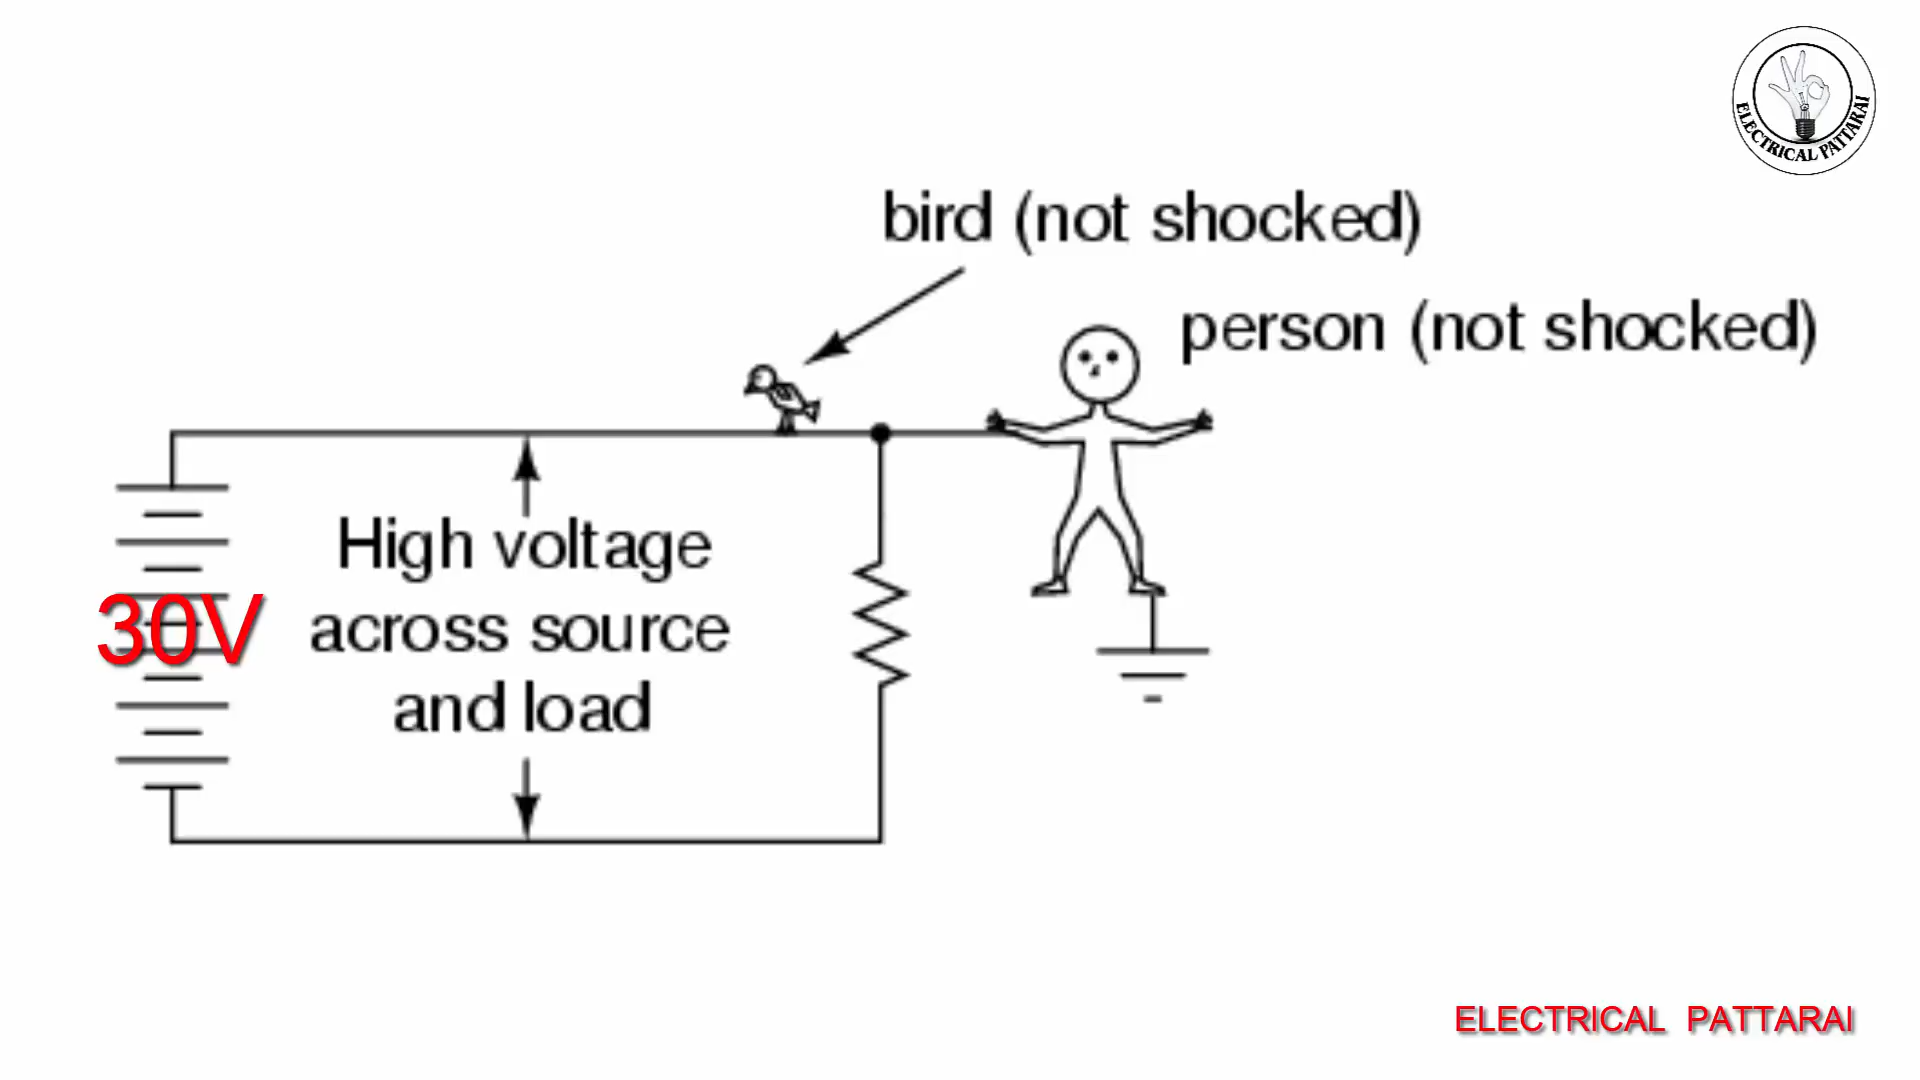 ELECTRICAL PATTARAI
bird (not shocked)
person (not shocked)
High voltage
across source
and load
30V
ELECTRICAL PATTARAI